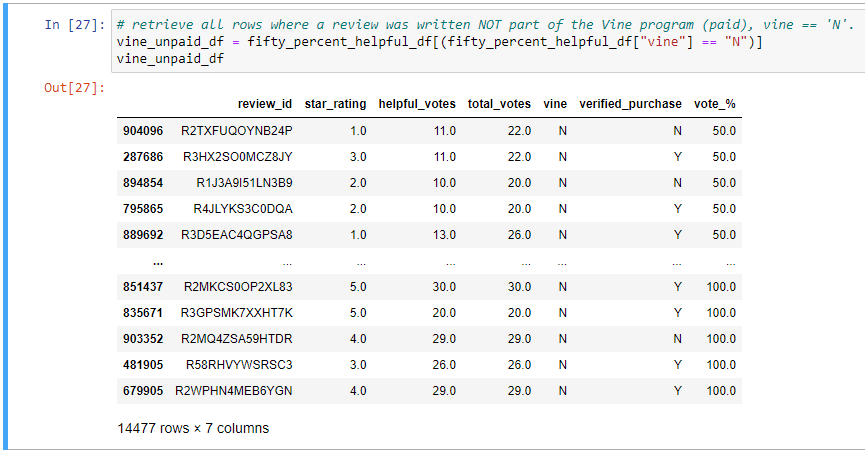 In [27]: # retrieve all rows where a review was written NOT part of the Vine program (paid), vine == 'N'.
vine_unpaid_df = fifty_percent_helpful_df[(fifty_percent_helpful_df["vine"] == "N")]
vine_unpaid_df
Out[27]:
review_id star_rating helpful_votes total_votes vine verified_purchase vote_%
904096 R2TXFUQOYNB24P 1.0 11.0 22.0 N N 50.0
287686 R3HX2SO0MCZ8JY 3.0 11.0 22.0 N Y 50.0
894854 R1J3A9I51LN3B9 2.0 10.0 20.0 N N 50.0
795865 R4JLYKS3C0DQA 2.0 10.0 20.0 N Y 50.0
889692 R3D5EAC4QGPSA8 1.0 13.0 26.0 N Y 50.0
... ... ... ... ... ... ... ...
851437 R2MKCS0OP2XL83 5.0 30.0 30.0 N Y 100.0
835671 R3GPSMK7XXHT7K 5.0 20.0 20.0 N Y 100.0
903352 R2MQ4ZSA59HTDR 4.0 29.0 29.0 N N 100.0
481905 R58RHVYWSRSC3 3.0 26.0 26.0 N Y 100.0
679905 R2WPHN4MEB6YGN 4.0 29.0 29.0 N Y 100.0
14477 rows × 7 columns